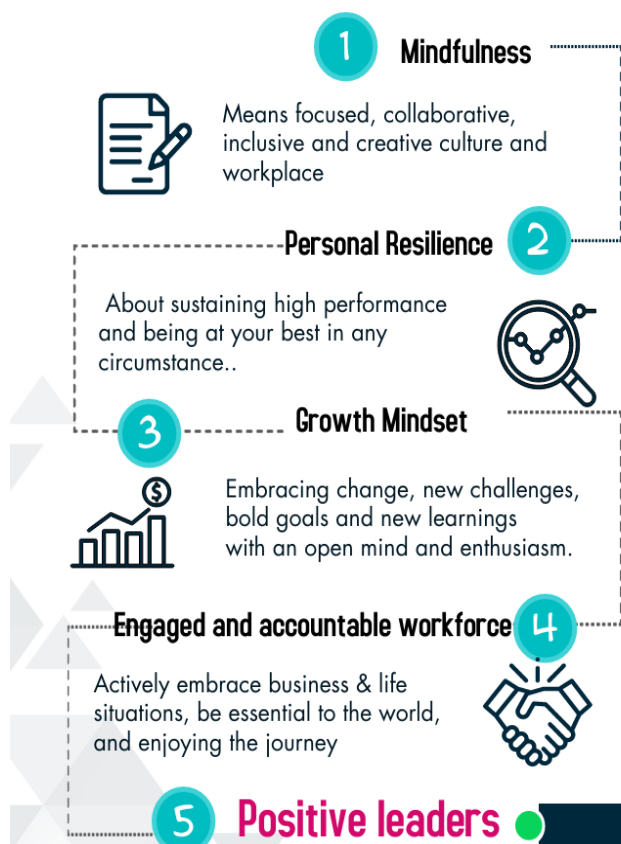 1 Mindfulness
Means focused, collaborative,
inclusive and creative culture and
workplace
Personal Resilience 2
About sustaining high performance
and being at your best in any
circumstance..
3 Growth Mindset
$
Embracing change, new challenges,
bold goals and new learnings
with an open mind and enthusiasm.
Engaged and accountable workforce 4
Actively embrace business & life
situations, be essential to the world,
and enjoying the journey
5 Positive leaders